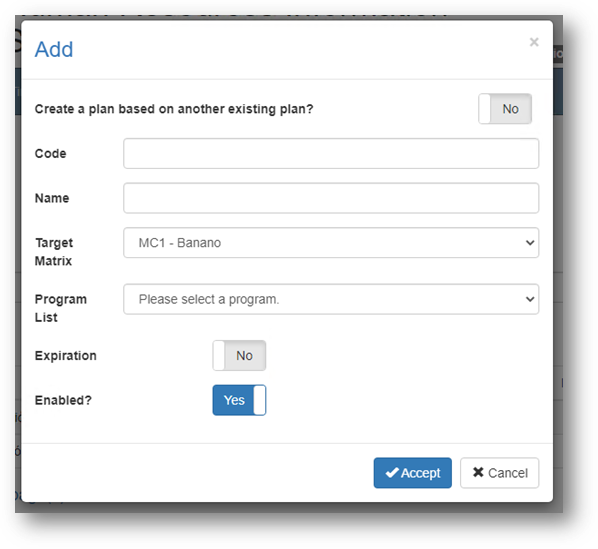 Add
×
Create a plan based on another existing plan?
No
Code
Name
Target
Matrix
MC1 - Banano
Program
List
Please select a program.
Expiration
No
Enabled?
Yes
Accept
Cancel